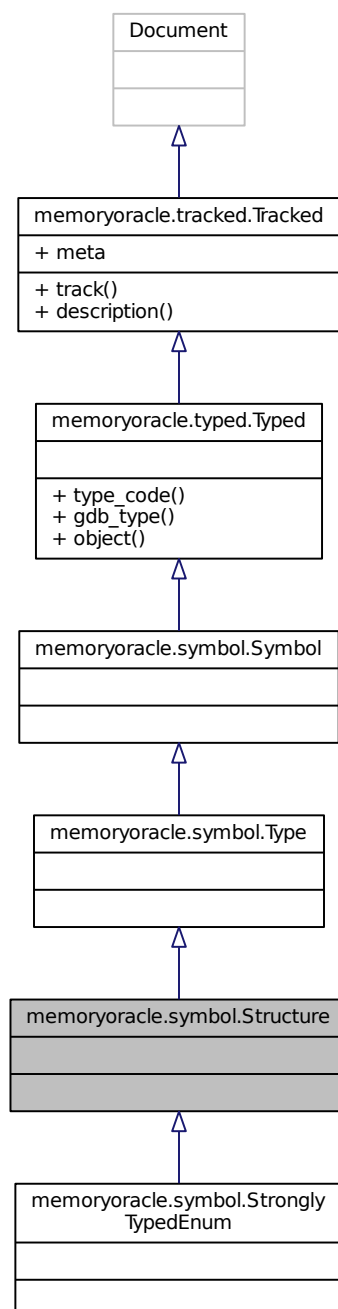 Document
memoryoracle.tracked.Tracked
+ meta
+ track()
+ description()
memoryoracle.typed.Typed
+ type_code()
+ gdb_type()
+ object()
memoryoracle.symbol.Symbol
memoryoracle.symbol.Type
memoryoracle.symbol.Structure
memoryoracle.symbol.Strongly
TypedEnum